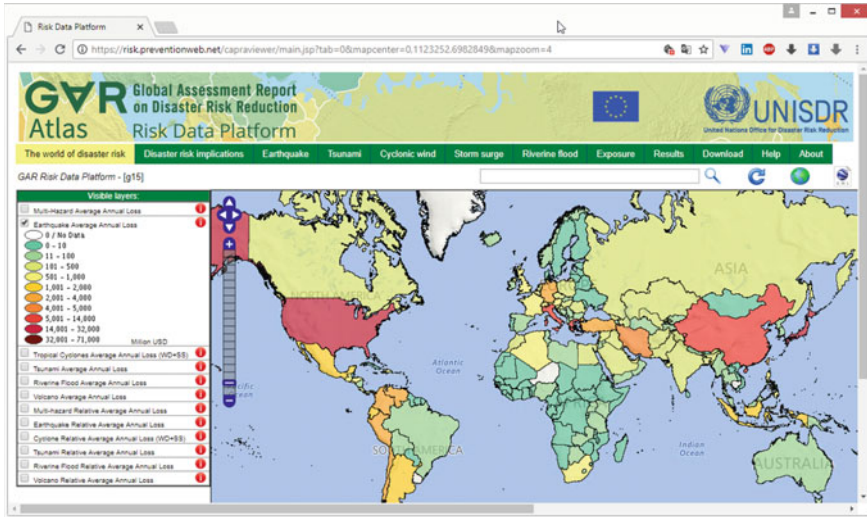 Risk Data Platform
https://risk.preventionweb.net/capraviewer/main.jsp?tab=0&mapcenter=0,1123252.6982849&mapzoom=4
GAR Global Assessment Report
on Disaster Risk Reduction
Atlas Risk Data Platform
UNISDR
United Nations Office for Disaster Risk Reduction
The world of disaster risk Disaster risk implications Earthquake Tsunami Cyclonic wind Storm surge Riverine flood Exposure Results Download Help About
GAR Risk Data Platform - [g15]
Visible layers:
Multi-Hazard Average Annual Loss
Earthquake Average Annual Loss
0 / No Data
0 - 10
11 - 100
101 - 500
501 - 1,000
1,001 - 2,000
2,001 - 4,000
4,001 - 5,000
5,001 - 14,000
14,001 - 32,000
32,001 - 71,000 Milion USD
Tropical Cyclones Average Annual Loss (WD+SS)
Tsunami Average Annual Loss
Riverine Flood Average Annual Loss
Volcano Average Annual Loss
Multi-hazard Relative Average Annual Loss
Earthquake Relative Average Annual Loss
Cyclone Relative Average Annual Loss (WD+SS)
Tsunami Relative Average Annual Loss
Riverine Flood Relative Average Annual Loss
Volcano Relative Average Annual Loss
ASIA
NORTH AMERICA
Atlantic
Ocean
SOUTH AMERICA
Indian
Ocean
AUSTRALIA